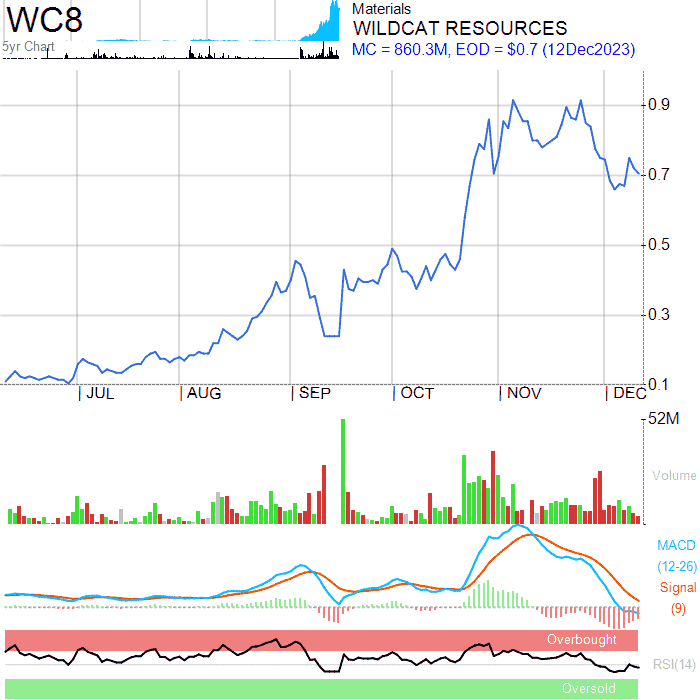 WC8
5yr Chart
Materials
WILDCAT RESOURCES
MC = 860.3M, EOD = $0.7 (12Dec2023)
0.9
0.7
0.5
0.3
0.1
JUL
AUG
SEP
OCT
NOV
DEC
52M
Volume
MACD
(12-26)
Signal
(9)
Overbought
RSI(14)
Oversold